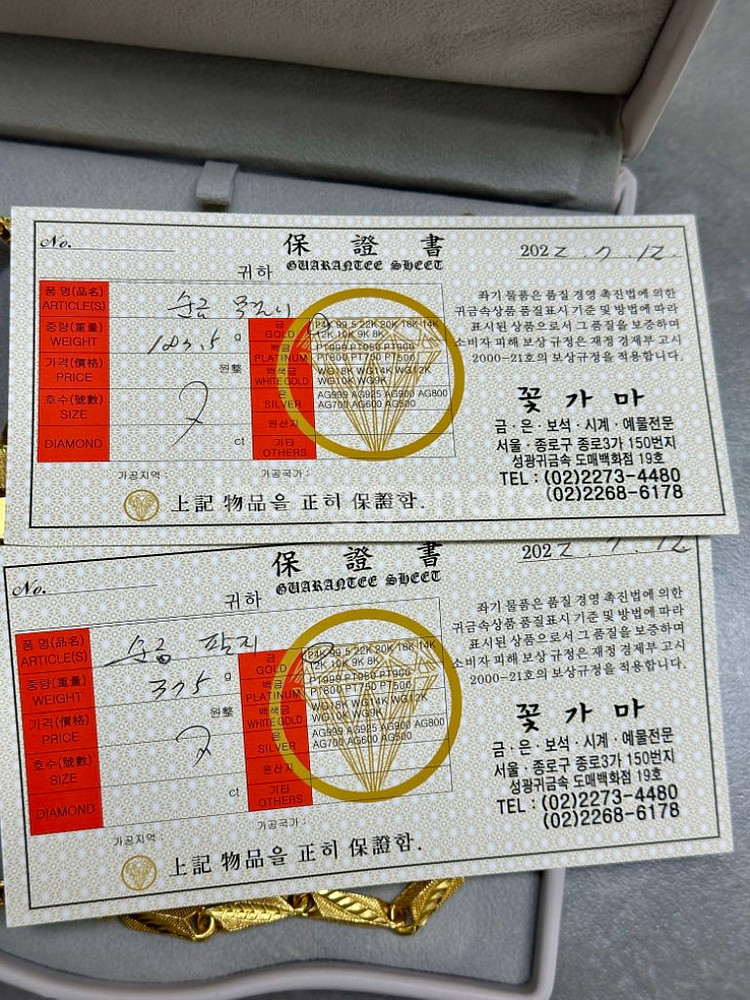 No.
保 證 書
GUARANTEE SHEET
귀하
2022. 7. 12.
품 명(品名)
ARTICLE(S)
순금 목걸이
중량(重量)
WEIGHT
g
가격(價格)
PRICE
원整
호수(號數)
SIZE
DIAMOND
ct
금
GOLD
P4K 99.5 22K 20K 18K 14K
12K 10K 9K 8K
백금
PLATINUM
PT999 PT950 PT900
PT800 PT750 PT500
백색금
WHITE GOLD
WG18K WG14K WG12K
WG10K WG9K
은
SILVER
AG999 AG925 AG900 AG800
AG700 AG600 AG500
원산지
기타
OTHERS
가공지역 :
가공국가 :
上記 物品을 正히 保證함.
좌기 물품은 품질 경영 촉진법에 의한
귀금속상품 품질표시 기준 및 방법에 따라
표시된 상품으로서 그 품질을 보증하며
소비자 피해 보상 규정은 재정 경제부 고시
2000-21호의 보상규정을 적용합니다.
꽃 가 마
금 · 은 · 보석 · 시계 · 예물전문
서울 · 종로구 종로3가 150번지
성광귀금속 도매백화점 19호
TEL : (02)2273-4480
(02)2268-6178
No.
保 證 書
GUARANTEE SHEET
귀하
2022. 7. 12
품 명(品名)
ARTICLE(S)
순금 팔지
중량(重量)
WEIGHT
37.5 g
가격(價格)
PRICE
원整
호수(號數)
SIZE
DIAMOND
ct
금
GOLD
P4K 99.5 22K 20K 18K 14K
12K 10K 9K 8K
백금
PLATINUM
PT999 PT950 PT900
PT800 PT750 PT500
백색금
WHITE GOLD
WG18K WG14K WG12K
WG10K WG9K
은
SILVER
AG999 AG925 AG900 AG800
AG700 AG600 AG500
원산지
기타
OTHERS
가공지역 :
가공국가 :
上記 物品을 正히 保證함.
좌기 물품은 품질 경영 촉진법에 의한
귀금속상품 품질표시 기준 및 방법에 따라
표시된 상품으로서 그 품질을 보증하며
소비자 피해 보상 규정은 재정 경제부 고시
2000-21호의 보상규정을 적용합니다.
꽃 가 마
금 · 은 · 보석 · 시계 · 예물전문
서울 · 종로구 종로3가 150번지
성광귀금속 도매백화점 19호
TEL : (02)2273-4480
(02)2268-6178